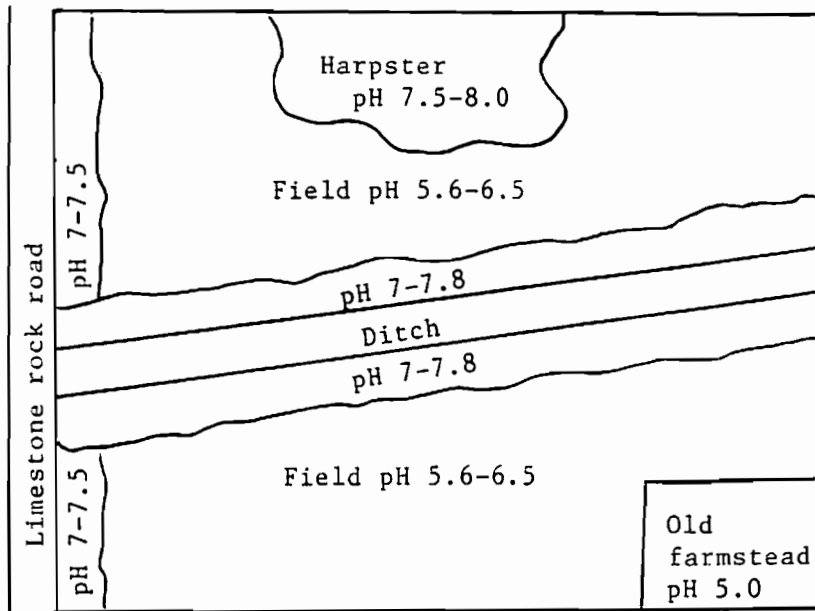 Harpster
pH 7.5-8.0
pH 7-7.5
Field pH 5.6-6.5
Limestone rock road
pH 7-7.8
Ditch
pH 7-7.8
pH 7-7.5
Field pH 5.6-6.5
Old
farmstead
pH 5.0